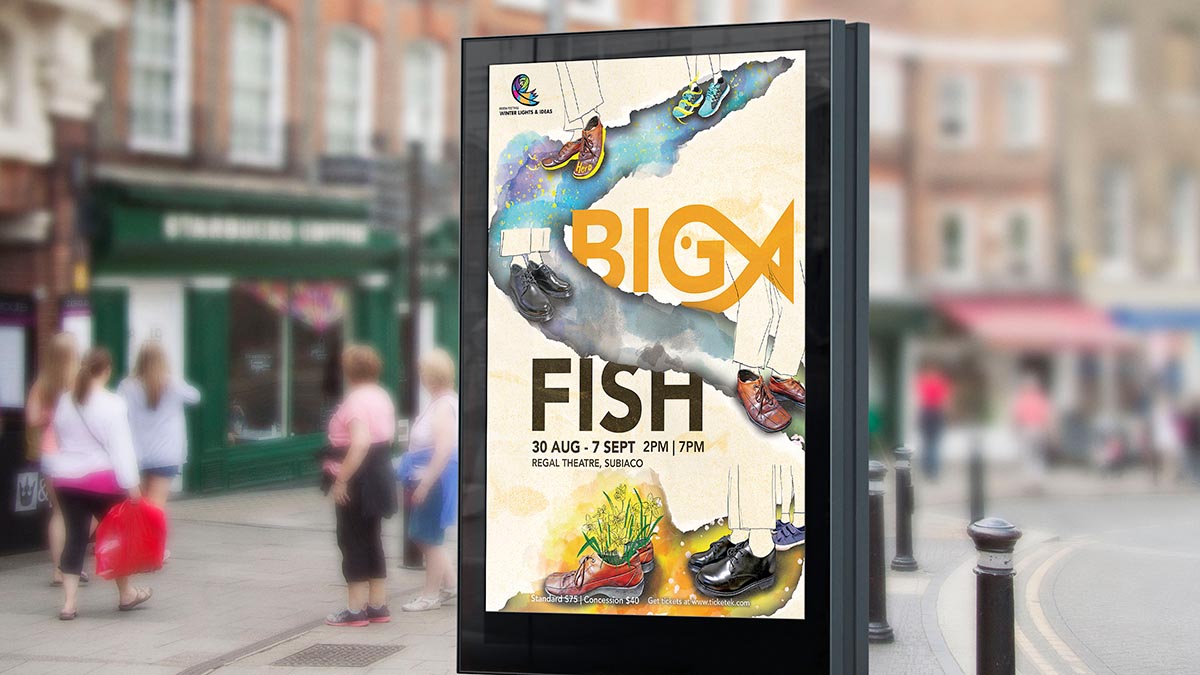 STARBUCKS COFFEE
WINTER LIGHTS & IDEAS
Hero
BIG
FISH
30 AUG - 7 SEPT 2PM | 7PM
REGAL THEATRE, SUBIACO
Standard $75 | Concession $40 Get tickets at www.ticketek.com